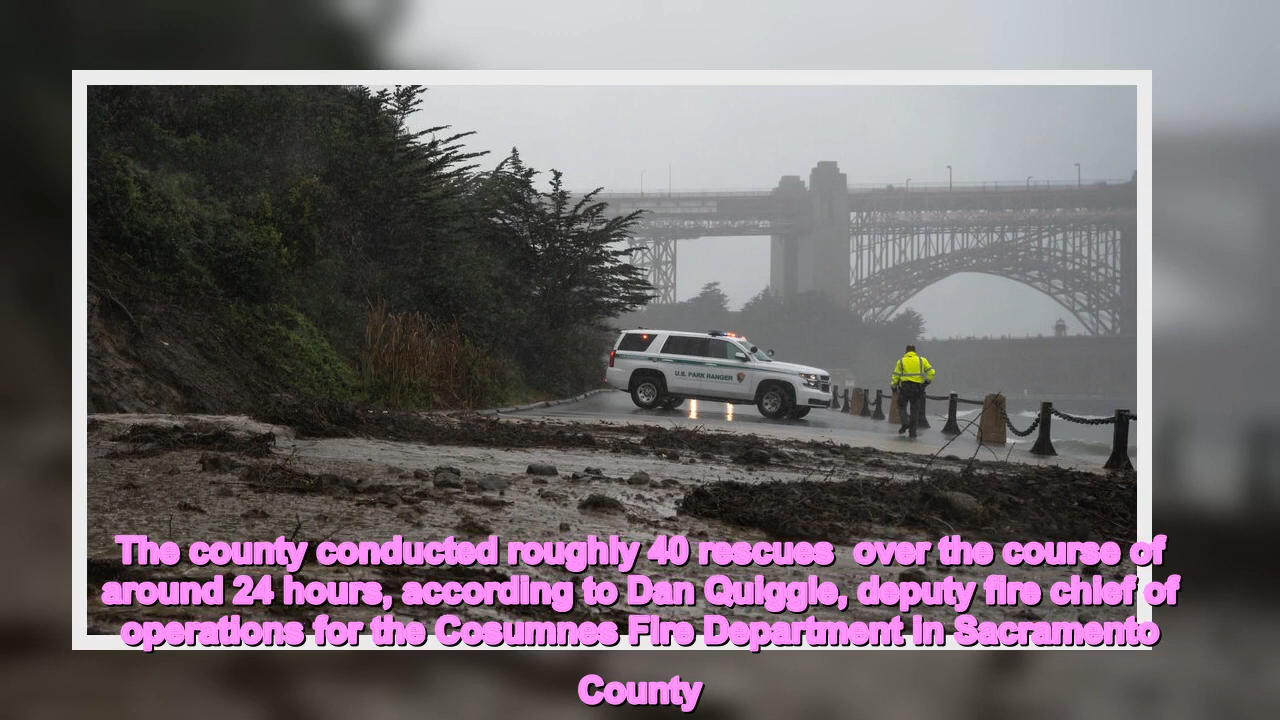 U.S. PARK RANGER
The county conducted roughly 40 rescues  over the course of
around 24 hours, according to Dan Quiggle, deputy fire chief of
operations for the Cosumnes Fire Department in Sacramento
County